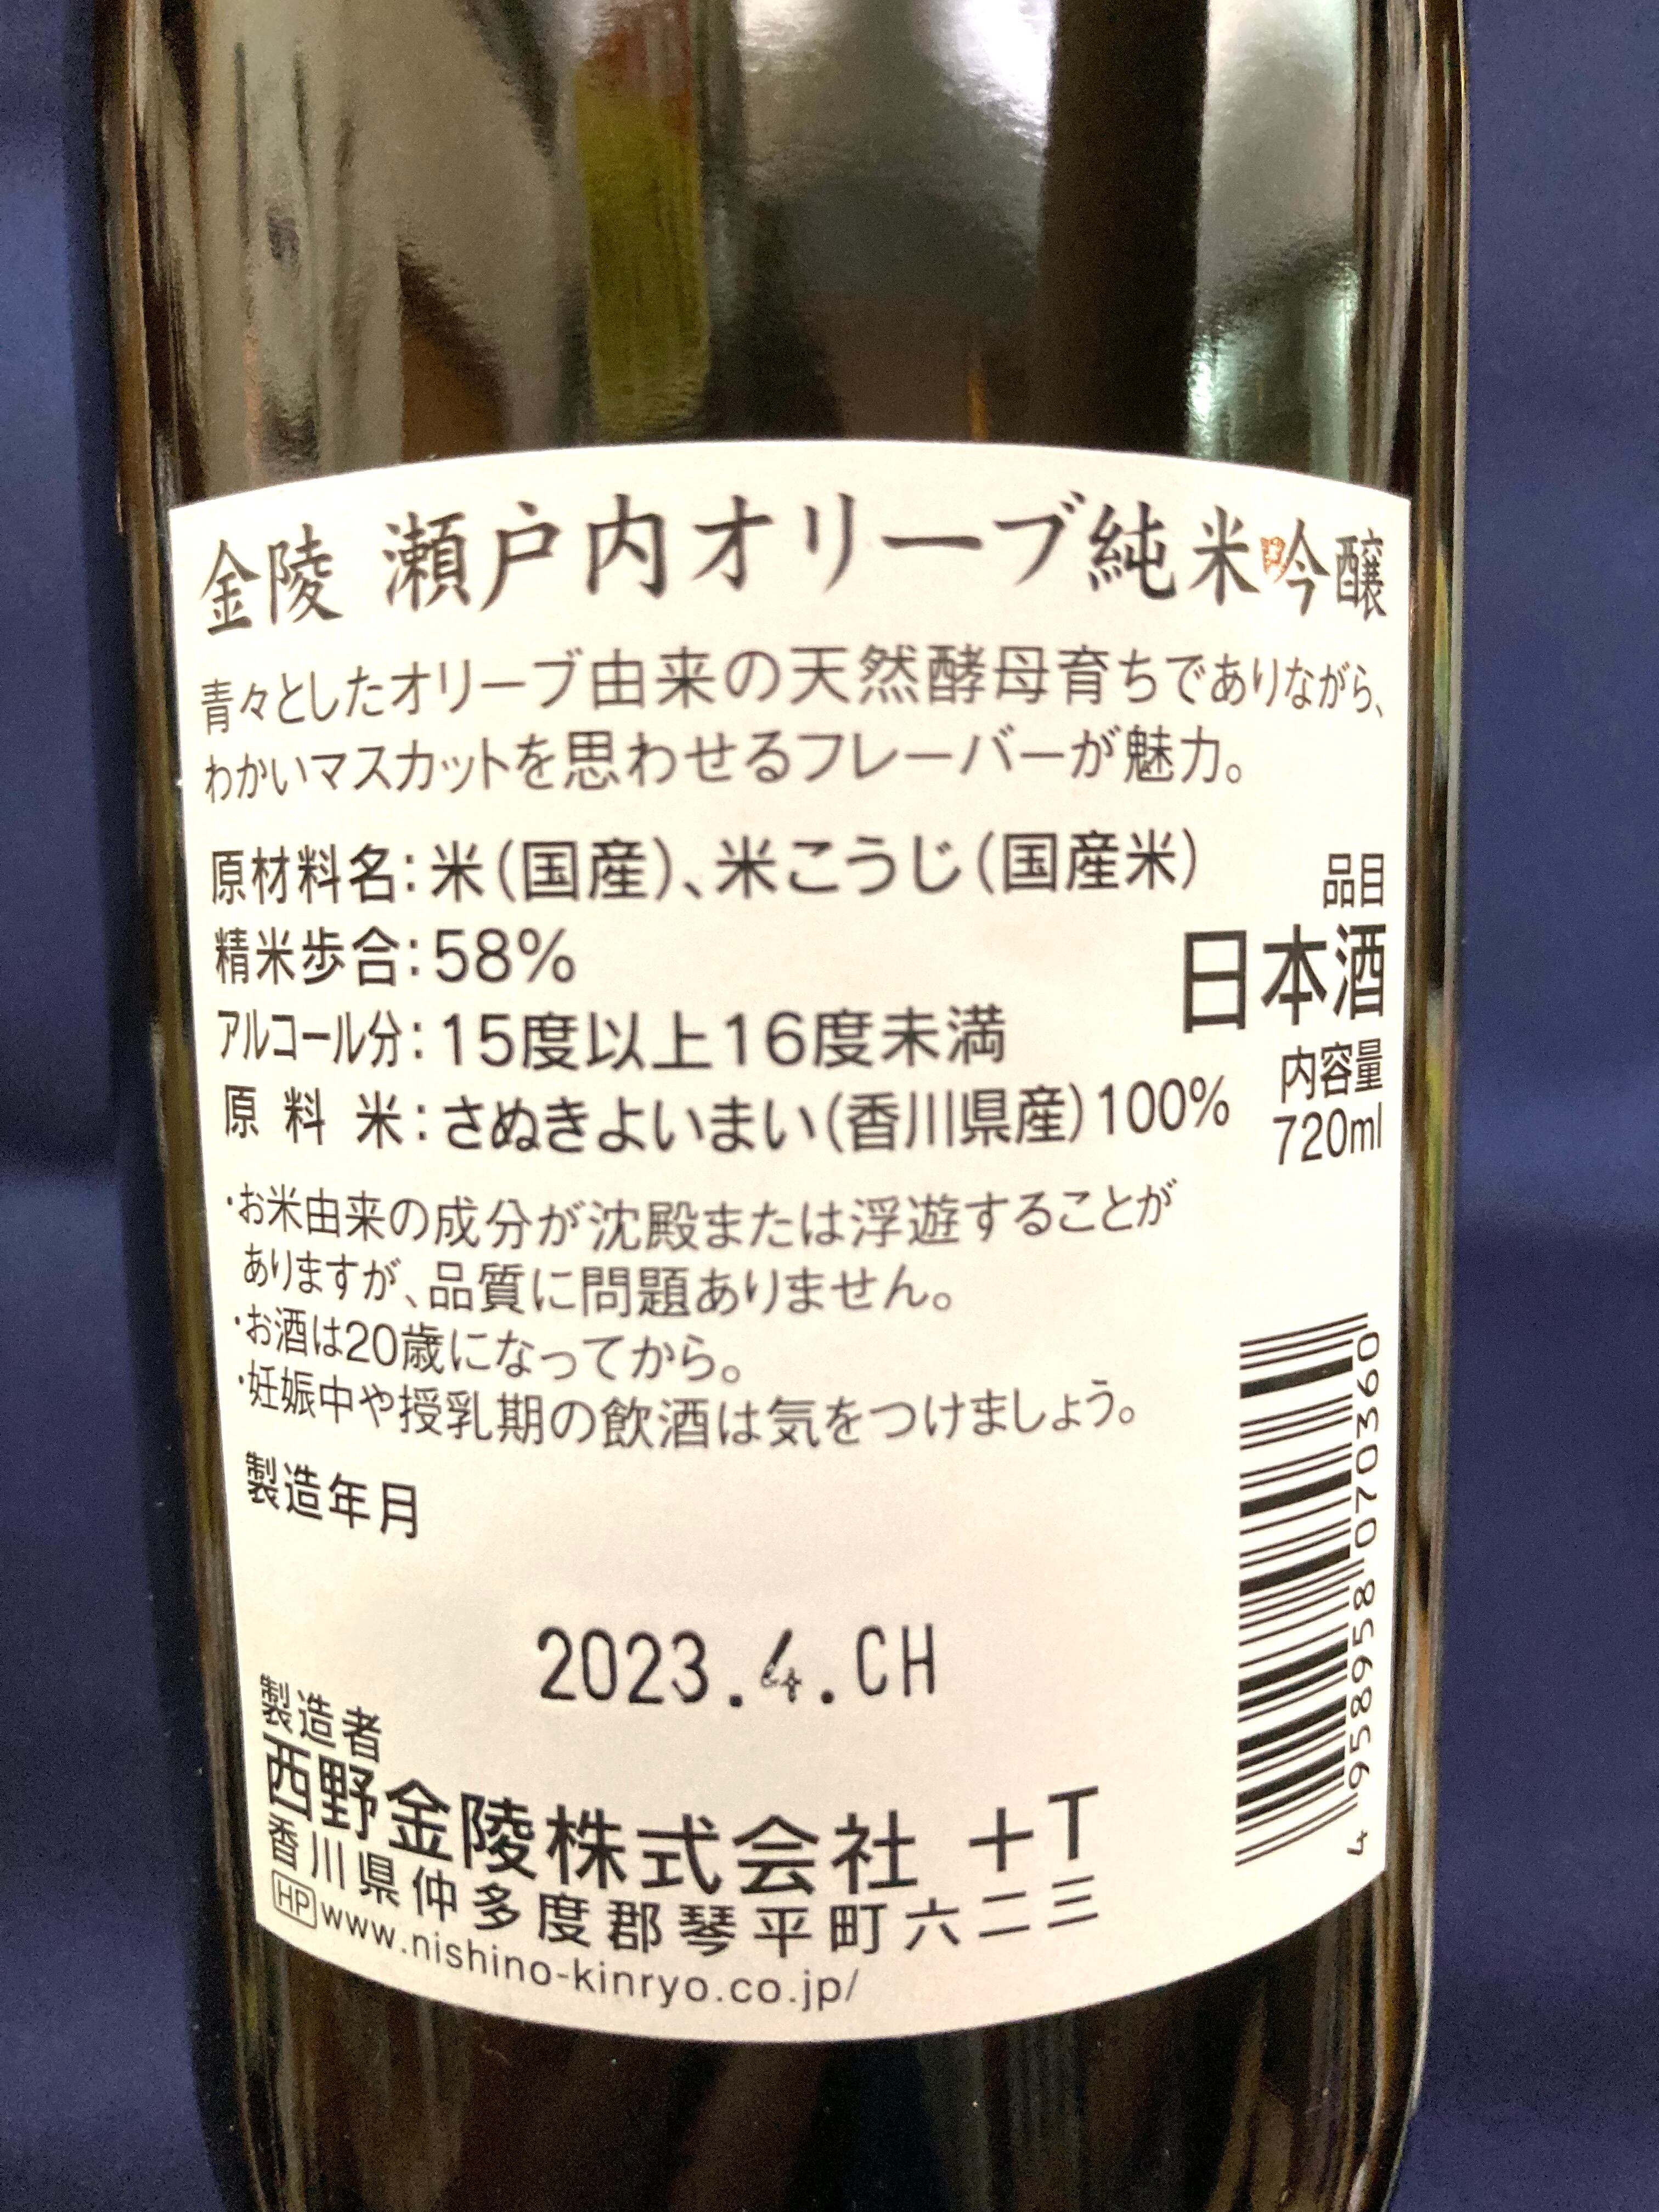 金陵 瀬戸内オリーブ純米吟醸
青々としたオリーブ由来の天然酵母育ちでありながら、
わかいマスカットを思わせるフレーバーが魅力。
原材料名：米（国産）、米こうじ（国産米）
精米歩合：58%
アルコール分：15度以上16度未満
原料米：さぬきよいまい（香川県産）100%
品目
日本酒
内容量
720ml
・お米由来の成分が沈殿または浮遊することが
ありますが、品質に問題ありません。
・お酒は20歳になってから。
・妊娠中や授乳期の飲酒は気をつけましょう。
製造年月
2023.4.CH
製造者
西野金陵株式会社 +T
香川県仲多度郡琴平町六二三
HP www.nishino-kinryo.co.jp/
4958958070360